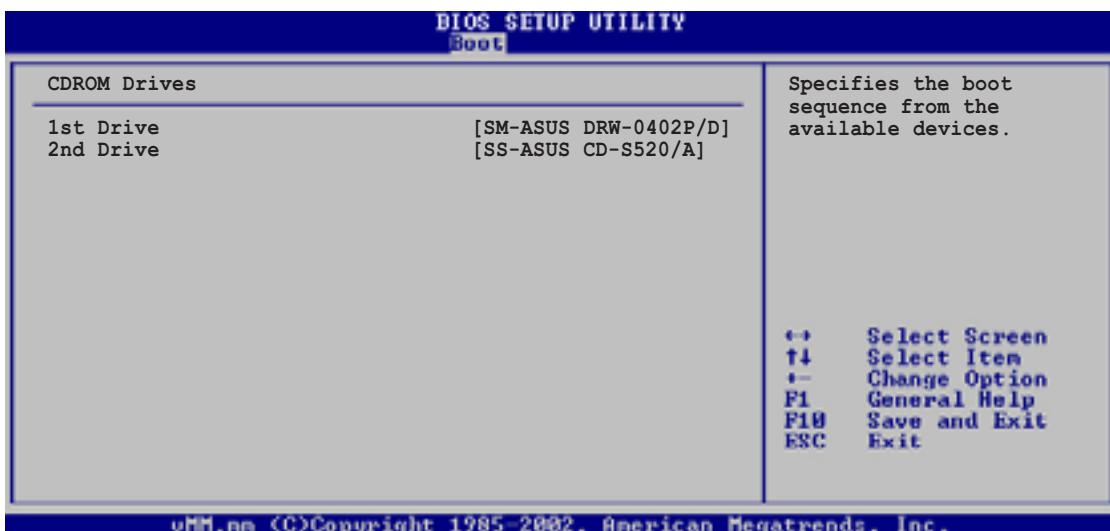 BIOS SETUP UTILITY
Boot
CDROM Drives
1st Drive [SM-ASUS DRW-0402P/D]
2nd Drive [SS-ASUS CD-S520/A]
Specifies the boot
sequence from the
available devices.
←→ Select Screen
↑↓ Select Item
+- Change Option
F1 General Help
F10 Save and Exit
ESC Exit
vMM.mm (C)Copyright 1985-2002, American Megatrends, Inc.